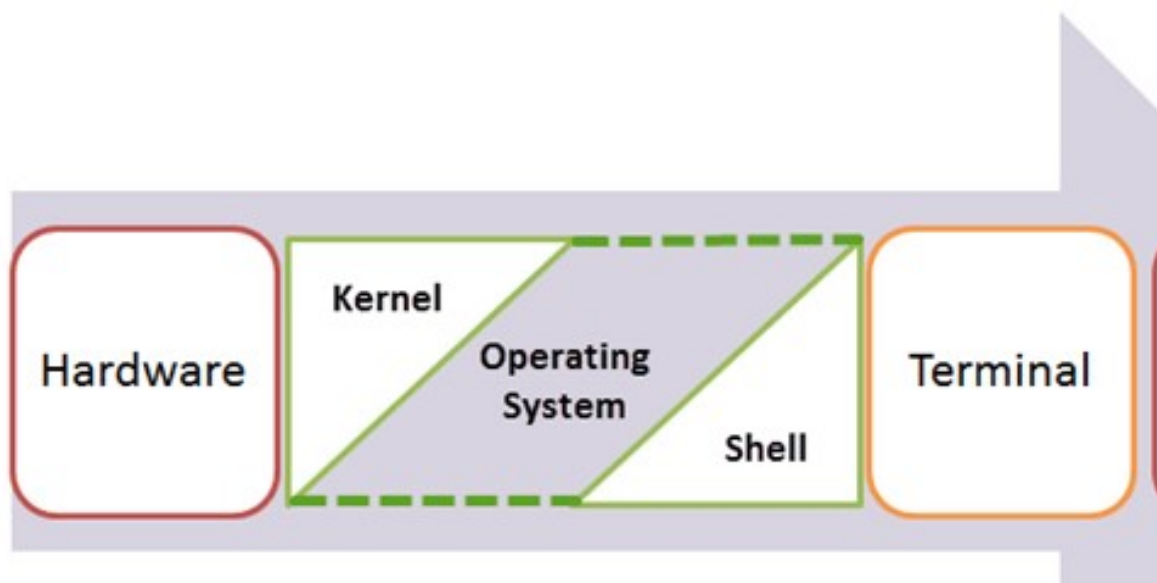 Hardware
Kernel
Operating
System
Shell
Terminal